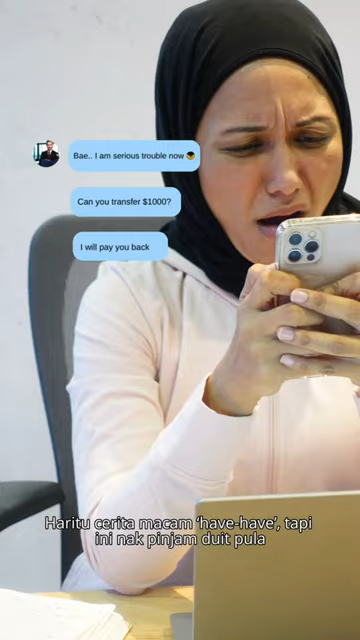 Bae.. I am serious trouble now 😩
Can you transfer $1000?
I will pay you back
Haritu cerita macam ‘have-have’, tapi
ini nak pinjam duit pula